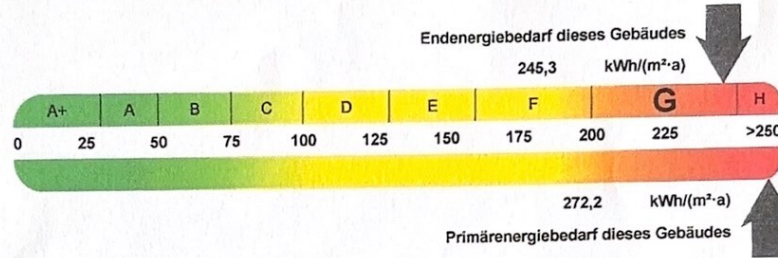 Endenergiebedarf dieses Gebäudes
245,3 kWh/(m²·a)
A+ A B C D E F G H
0 25 50 75 100 125 150 175 200 225 >250
272,2 kWh/(m²·a)
Primärenergiebedarf dieses Gebäudes